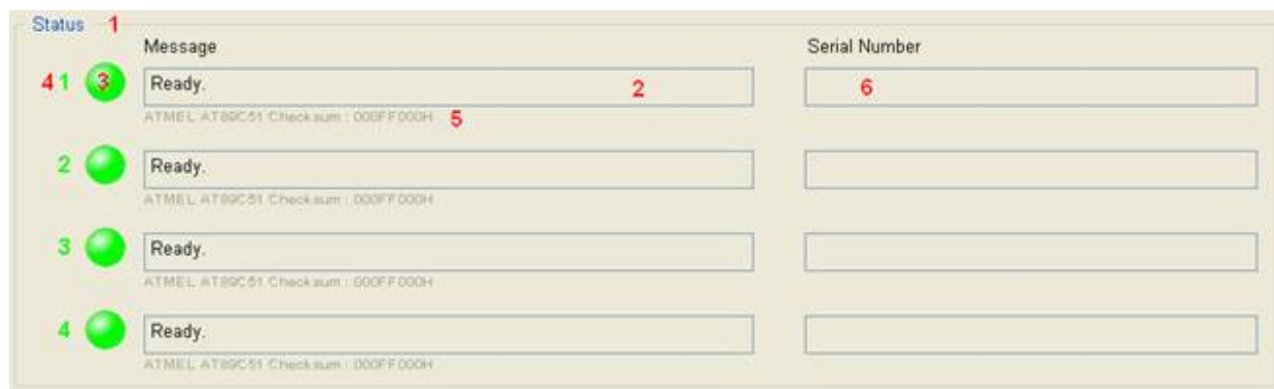 Status 1
Message Serial Number
4 1 3 Ready. 2 6
ATMEL AT89C51 Checksum : 000FF000H 5
2 Ready.
ATMEL AT89C51 Checksum : 000FF000H
3 Ready.
ATMEL AT89C51 Checksum : 000FF000H
4 Ready.
ATMEL AT89C51 Checksum : 000FF000H